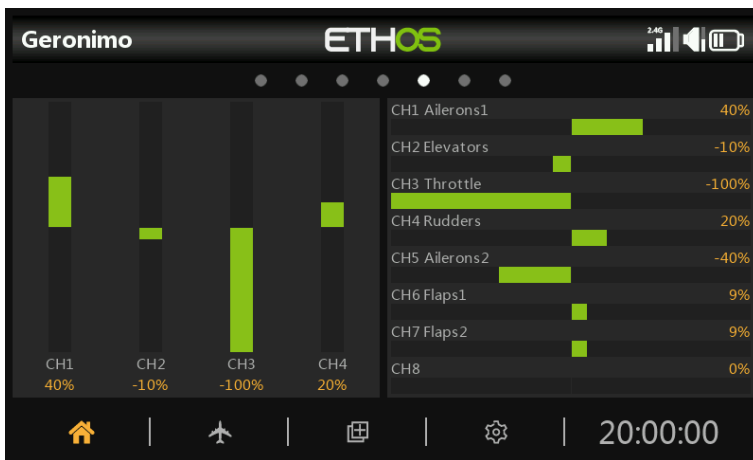 Geronimo
ETHOS
2.4G
CH1 CH2 CH3 CH4
40% -10% -100% 20%
CH1 Ailerons1 40%
CH2 Elevators -10%
CH3 Throttle -100%
CH4 Rudders 20%
CH5 Ailerons2 -40%
CH6 Flaps1 9%
CH7 Flaps2 9%
CH8 0%
20:00:00